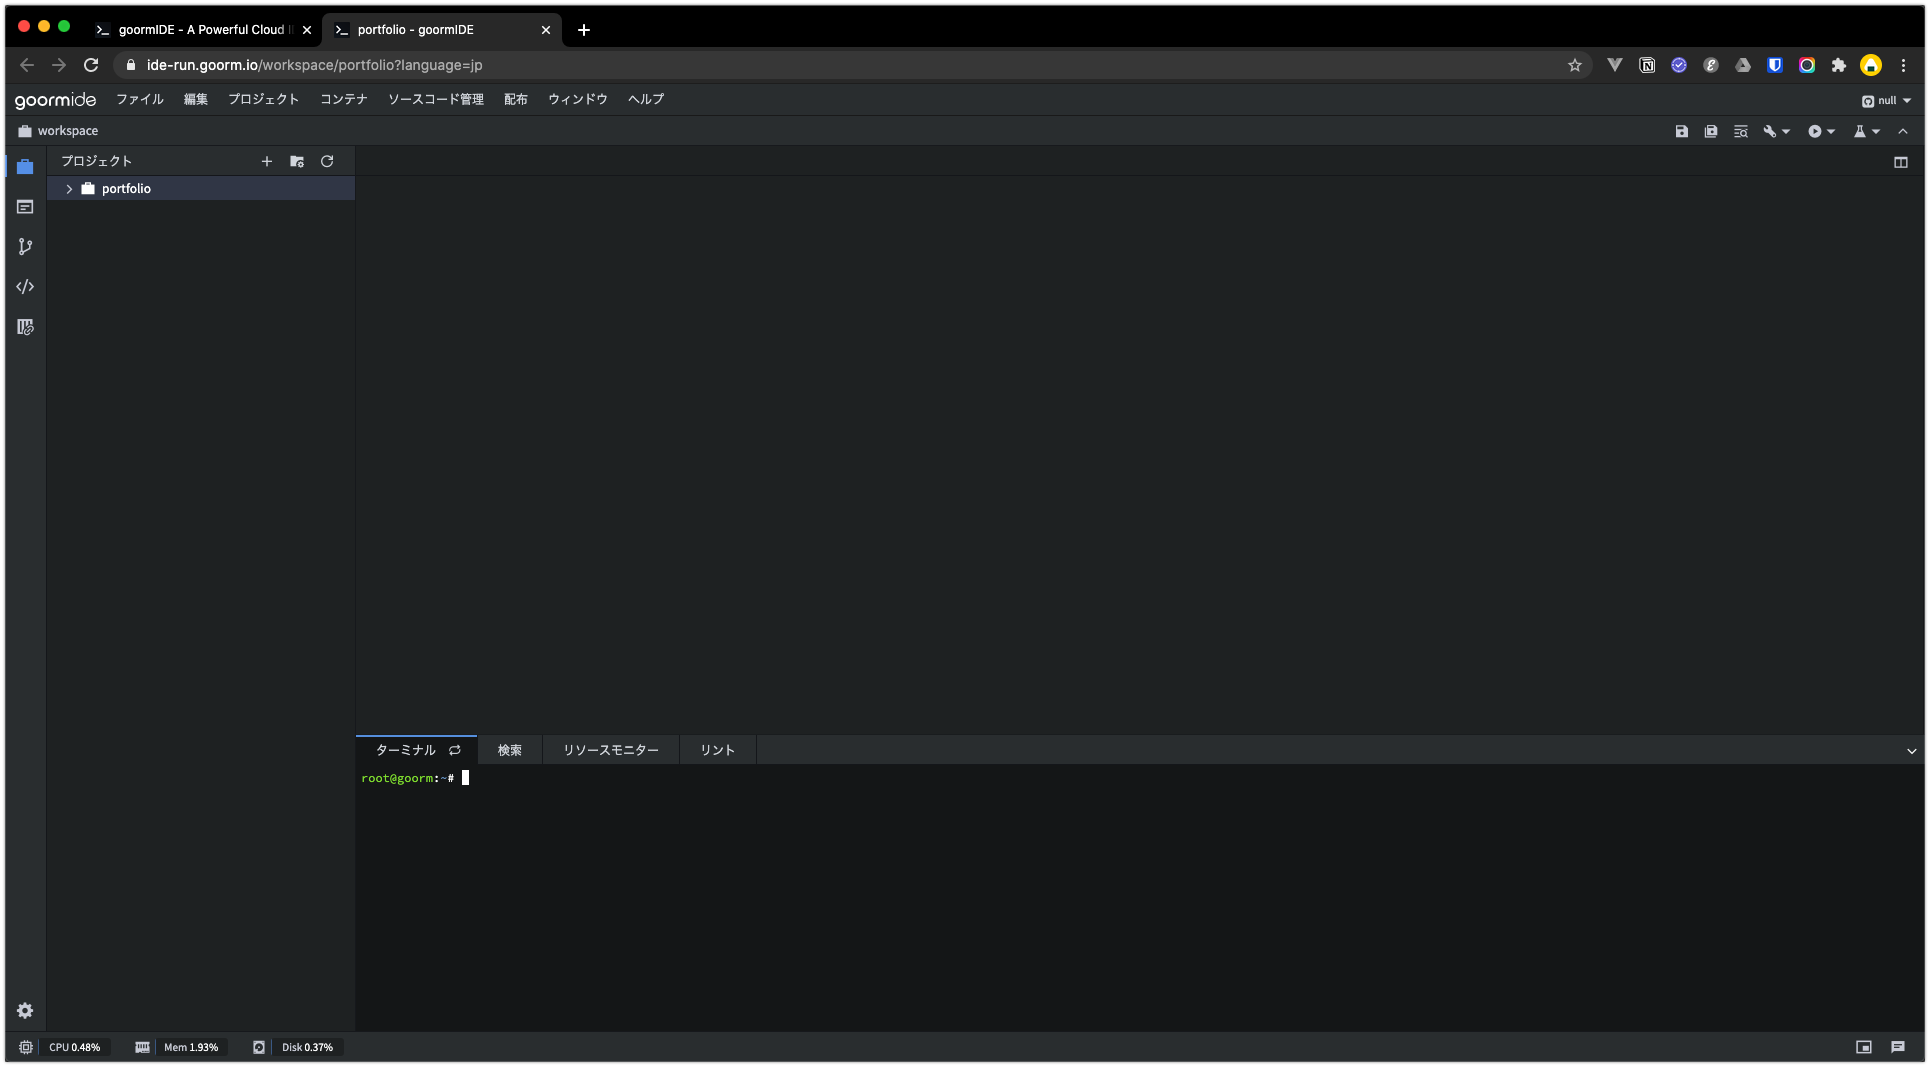 goormIDE - A Powerful Cloud I
portfolio - goormIDE
ide-run.goorm.io/workspace/portfolio?language=jp
goormide ファイル 編集 プロジェクト コンテナ ソースコード管理 配布 ウィンドウ ヘルプ null
workspace
プロジェクト
portfolio
ターミナル 検索 リソースモニター リント
root@goorm:~#
CPU 0.48% Mem 1.93% Disk 0.37%